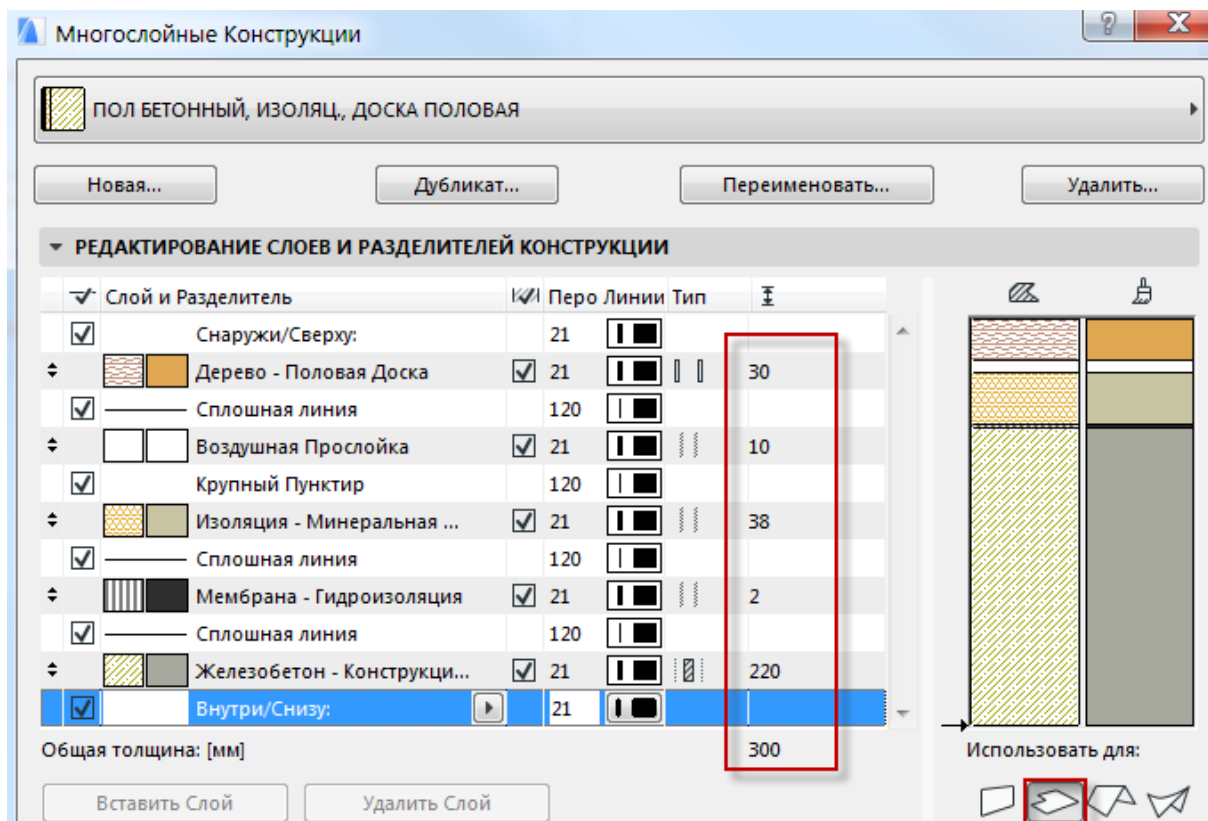 Многослойные Конструкции
?
X
ПОЛ БЕТОННЫЙ, ИЗОЛЯЦ., ДОСКА ПОЛОВАЯ
Новая... Дубликат... Переименовать... Удалить...
РЕДАКТИРОВАНИЕ СЛОЕВ И РАЗДЕЛИТЕЛЕЙ КОНСТРУКЦИИ
Слой и Разделитель Перо Линии Тип
Снаружи/Сверху: 21
Дерево - Половая Доска 21 30
Сплошная линия 120
Воздушная Прослойка 21 10
Крупный Пунктир 120
Изоляция - Минеральная ... 21 38
Сплошная линия 120
Мембрана - Гидроизоляция 21 2
Сплошная линия 120
Железобетон - Конструкци... 21 220
Внутри/Снизу: 21
Общая толщина: [мм] 300
Использовать для:
Вставить Слой Удалить Слой